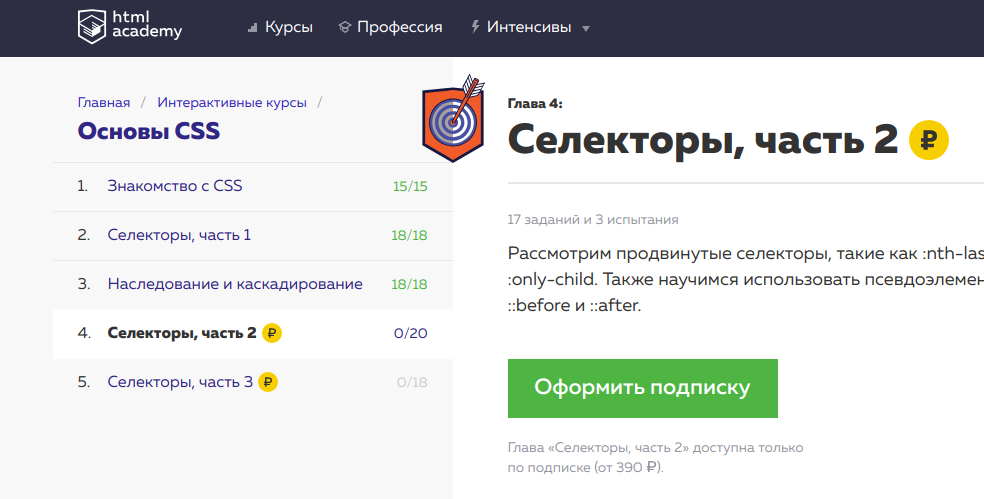 html
academy
Курсы
Профессия
Интенсивы
Главная / Интерактивные курсы /
Основы CSS
1. Знакомство с CSS 15/15
2. Селекторы, часть 1 18/18
3. Наследование и каскадирование 18/18
4. Селекторы, часть 2 ₽ 0/20
5. Селекторы, часть 3 ₽ 0/18
Глава 4:
Селекторы, часть 2 ₽
17 заданий и 3 испытания
Рассмотрим продвинутые селекторы, такие как :nth-las
:only-child. Также научимся использовать псевдоэлемен
::before и ::after.
Оформить подписку
Глава «Селекторы, часть 2» доступна только
по подписке (от 390 ₽).